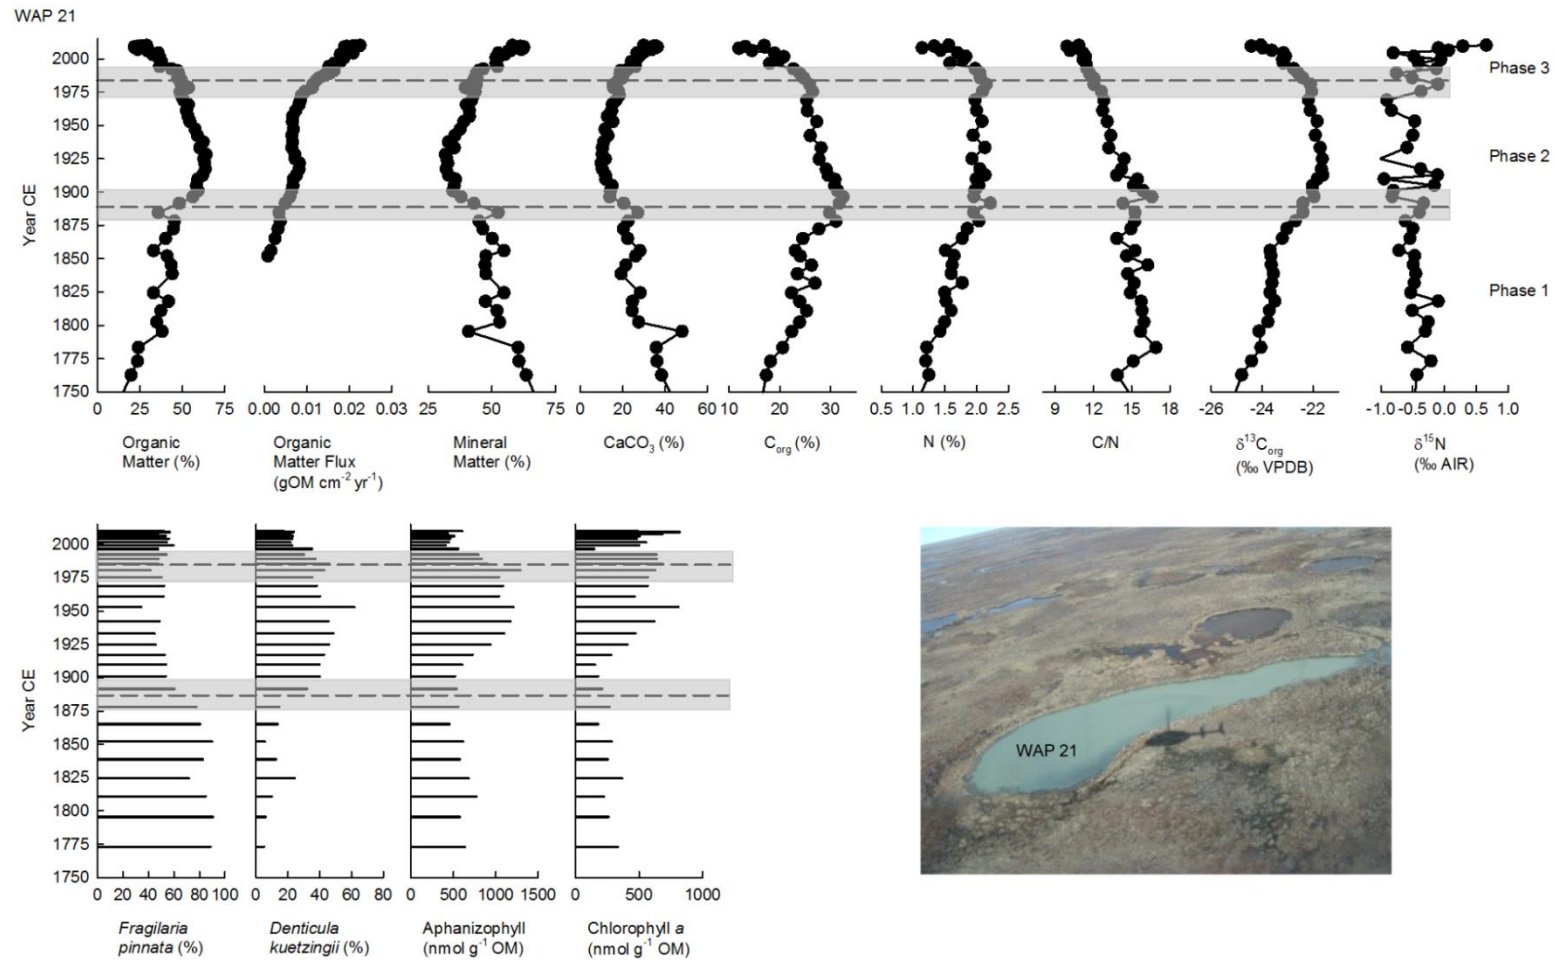 WAP 21
2000
1975
1950
1925
1900
1875
1850
1825
1800
1775
1750
Year CE
Phase 3
Phase 2
Phase 1
0 25 50 75
0.00 0.01 0.02 0.03
25 50 75
0 20 40 60
10 20 30
0.5 1.0 1.5 2.0 2.5
9 12 15 18
-26 -24 -22
-1.0 -0.5 0.0 0.5 1.0
Organic
Matter (%)
Organic
Matter Flux
(gOM cm⁻² yr⁻¹)
Mineral
Matter (%)
CaCO₃ (%)
Corg (%)
N (%)
C/N
δ¹³Corg
(‰ VPDB)
δ¹⁵N
(‰ AIR)
2000
1975
1950
1925
1900
1875
1850
1825
1800
1775
1750
Year CE
0 20 40 60 80 100
0 20 40 60 80
0 500 1000 1500
0 500 1000
Fragilaria
pinnata (%)
Denticula
kuetzingii (%)
Aphanizophyll
(nmol g⁻¹ OM)
Chlorophyll a
(nmol g⁻¹ OM)
WAP 21